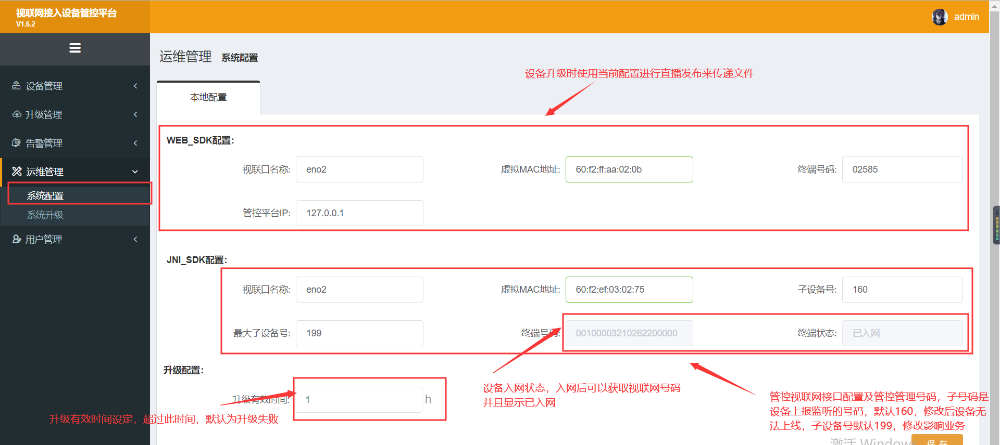 视联网接入设备管控平台
V1.6.2
admin
运维管理 系统配置
设备升级时使用当前配置进行直播发布来传递文件
设备管理
本地配置
升级管理
告警管理
WEB_SDK配置：
运维管理
视联口名称: eno2 虚拟MAC地址: 60:f2:ff:aa:02:0b 终端号码: 02585
系统配置
系统升级
管控平台IP: 127.0.0.1
用户管理
JNI_SDK配置：
视联口名称: eno2 虚拟MAC地址: 60:f2:ef:03:02:75 子设备号: 160
最大子设备号: 199 终端号码: 00100003210262200000 终端状态: 已入网
升级配置：
设备入网状态，入网后可以获取视联网号码
并且显示已入网
升级有效时间: 1 h
升级有效时间设定，超过此时间，默认为升级失败
管控视联网接口配置及管控管理号码，子号码是
设备上报监听的号码，默认160，修改后设备无
法上线，子设备号默认199，修改影响业务
激活 Windows
保 存